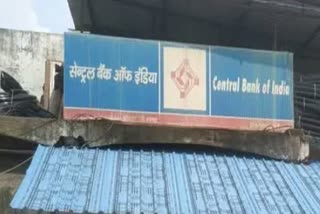 सेन्ट्रल बैंक ऑफ इंडिया
Central Bank of India